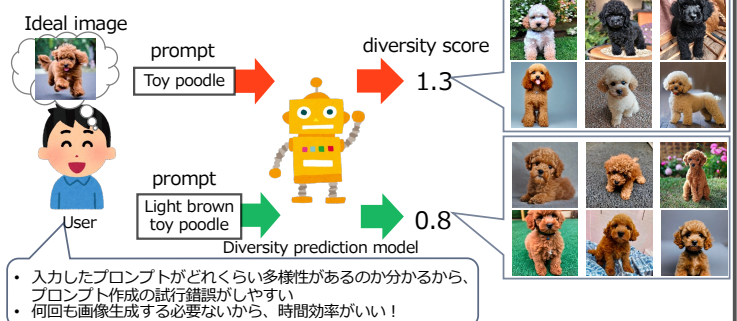 Ideal image
prompt
diversity score
Toy poodle
1.3
prompt
Light brown
toy poodle
0.8
User
Diversity prediction model
• 入力したプロンプトがどれくらい多様性があるのか分かるから、
プロンプト作成の試行錯誤がしやすい
• 何回も画像生成する必要ないから、時間効率がいい！